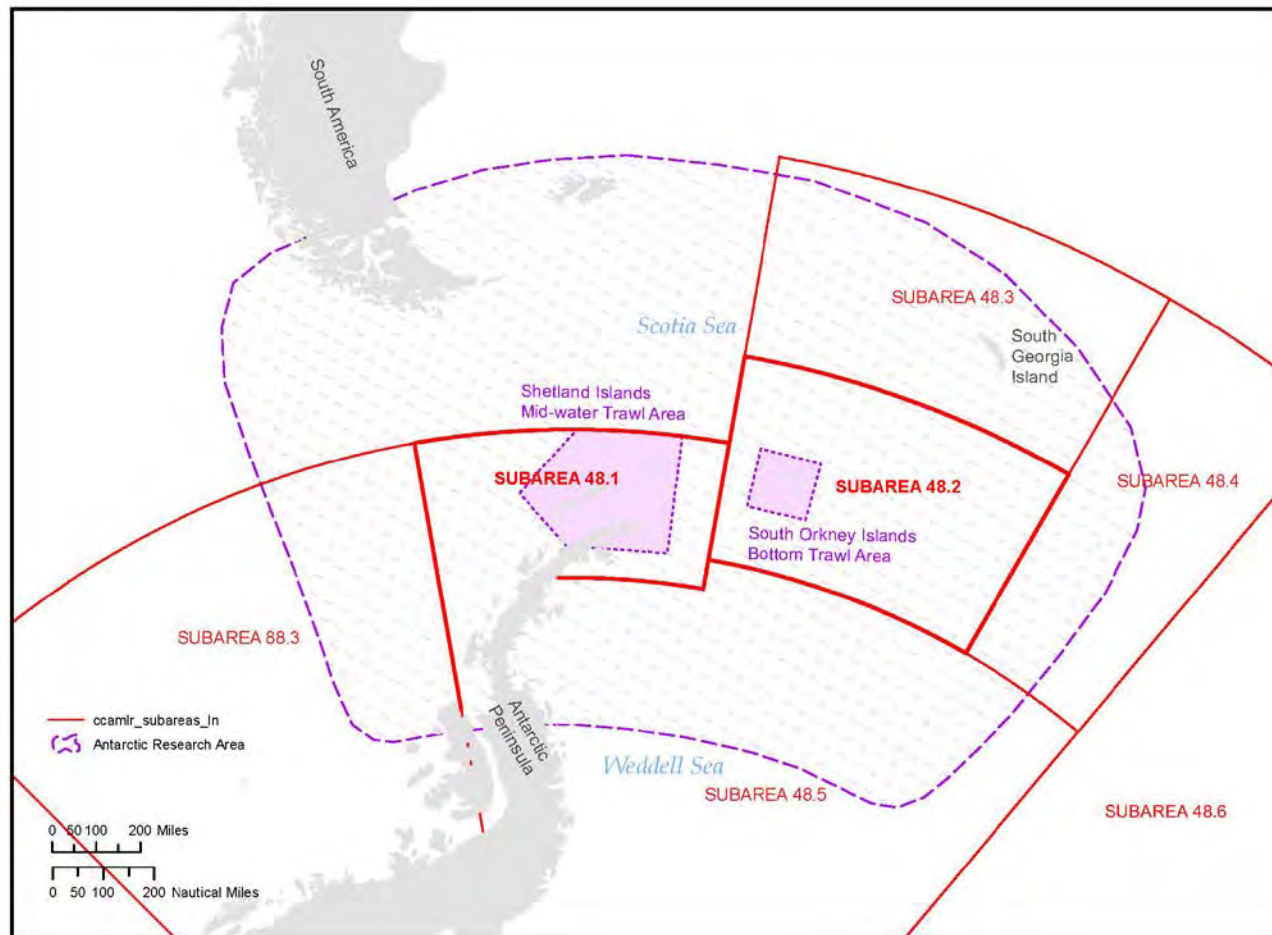 South America
SUBAREA 48.3
Scotia Sea
South
Georgia
Island
Shetland Islands
Mid-water Trawl Area
SUBAREA 48.1
SUBAREA 48.2
SUBAREA 48.4
South Orkney Islands
Bottom Trawl Area
SUBAREA 88.3
Antarctic
Peninsula
ccamlr_subareas_ln
Antarctic Research Area
Weddell Sea
SUBAREA 48.5
SUBAREA 48.6
0 50 100 200 Miles
0 50 100 200 Nautical Miles